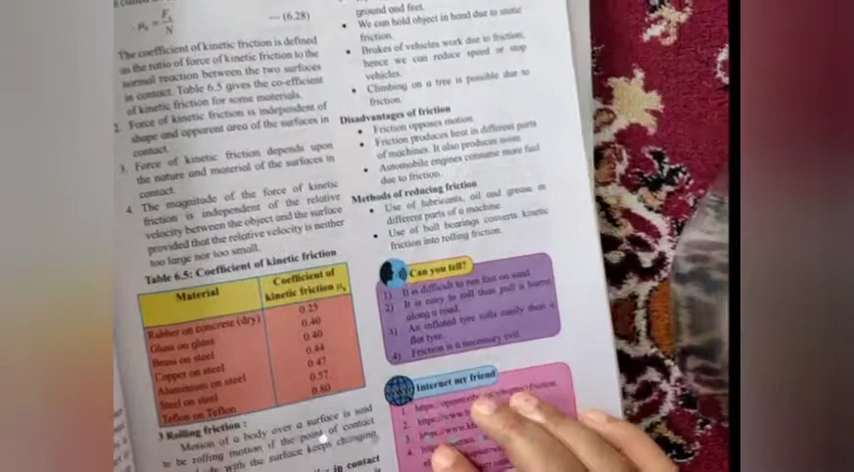 μₖ = Fₖ / N --- (6.28)
The coefficient of kinetic friction is defined
as the ratio of force of kinetic friction to the
normal reaction between the two surfaces
in contact. Table 6.5 gives the co-efficient
of kinetic friction for some materials.
2. Force of kinetic friction is independent of
shape and apparent area of the surfaces in
contact.
3. Force of kinetic friction depends upon
the nature and material of the surfaces in
contact.
4. The magnitude of the force of kinetic
friction is independent of the relative
velocity between the object and the surface
provided that the relative velocity is neither
too large nor too small.
Table 6.5: Coefficient of kinetic friction
Material
Coefficient of
kinetic friction μₖ
Rubber on concrete (dry) 0.25
Glass on glass 0.40
Brass on steel 0.40
Copper on steel 0.44
Aluminium on steel 0.47
Steel on steel 0.57
Teflon on Teflon 0.80
3 Rolling friction :
Motion of a body over a surface is said
to be rolling motion if the point of contact
with the surface keeps changing
ground and feet.
• We can hold object in hand due to static
friction.
• Brakes of vehicles work due to friction,
hence we can reduce speed or stop
vehicles.
• Climbing on a tree is possible due to
friction.
Disadvantages of friction
• Friction opposes motion
• Friction produces heat in different parts
of machines. It also produces noise.
• Automobile engines consume more fuel
due to friction.
Methods of reducing friction
• Use of lubricants, oil and grease in
different parts of a machine.
• Use of ball bearings converts kinetic
friction into rolling friction.
Can you tell?
1) It is difficult to run fast on sand.
2) It is easy to roll than pull a barrel
along a road.
3) An inflated tyre rolls easily than a
flat tyre.
4) Friction is a necessary evil.
www
Internet my friend
1.
2. https://www.
3.
4.
in contact